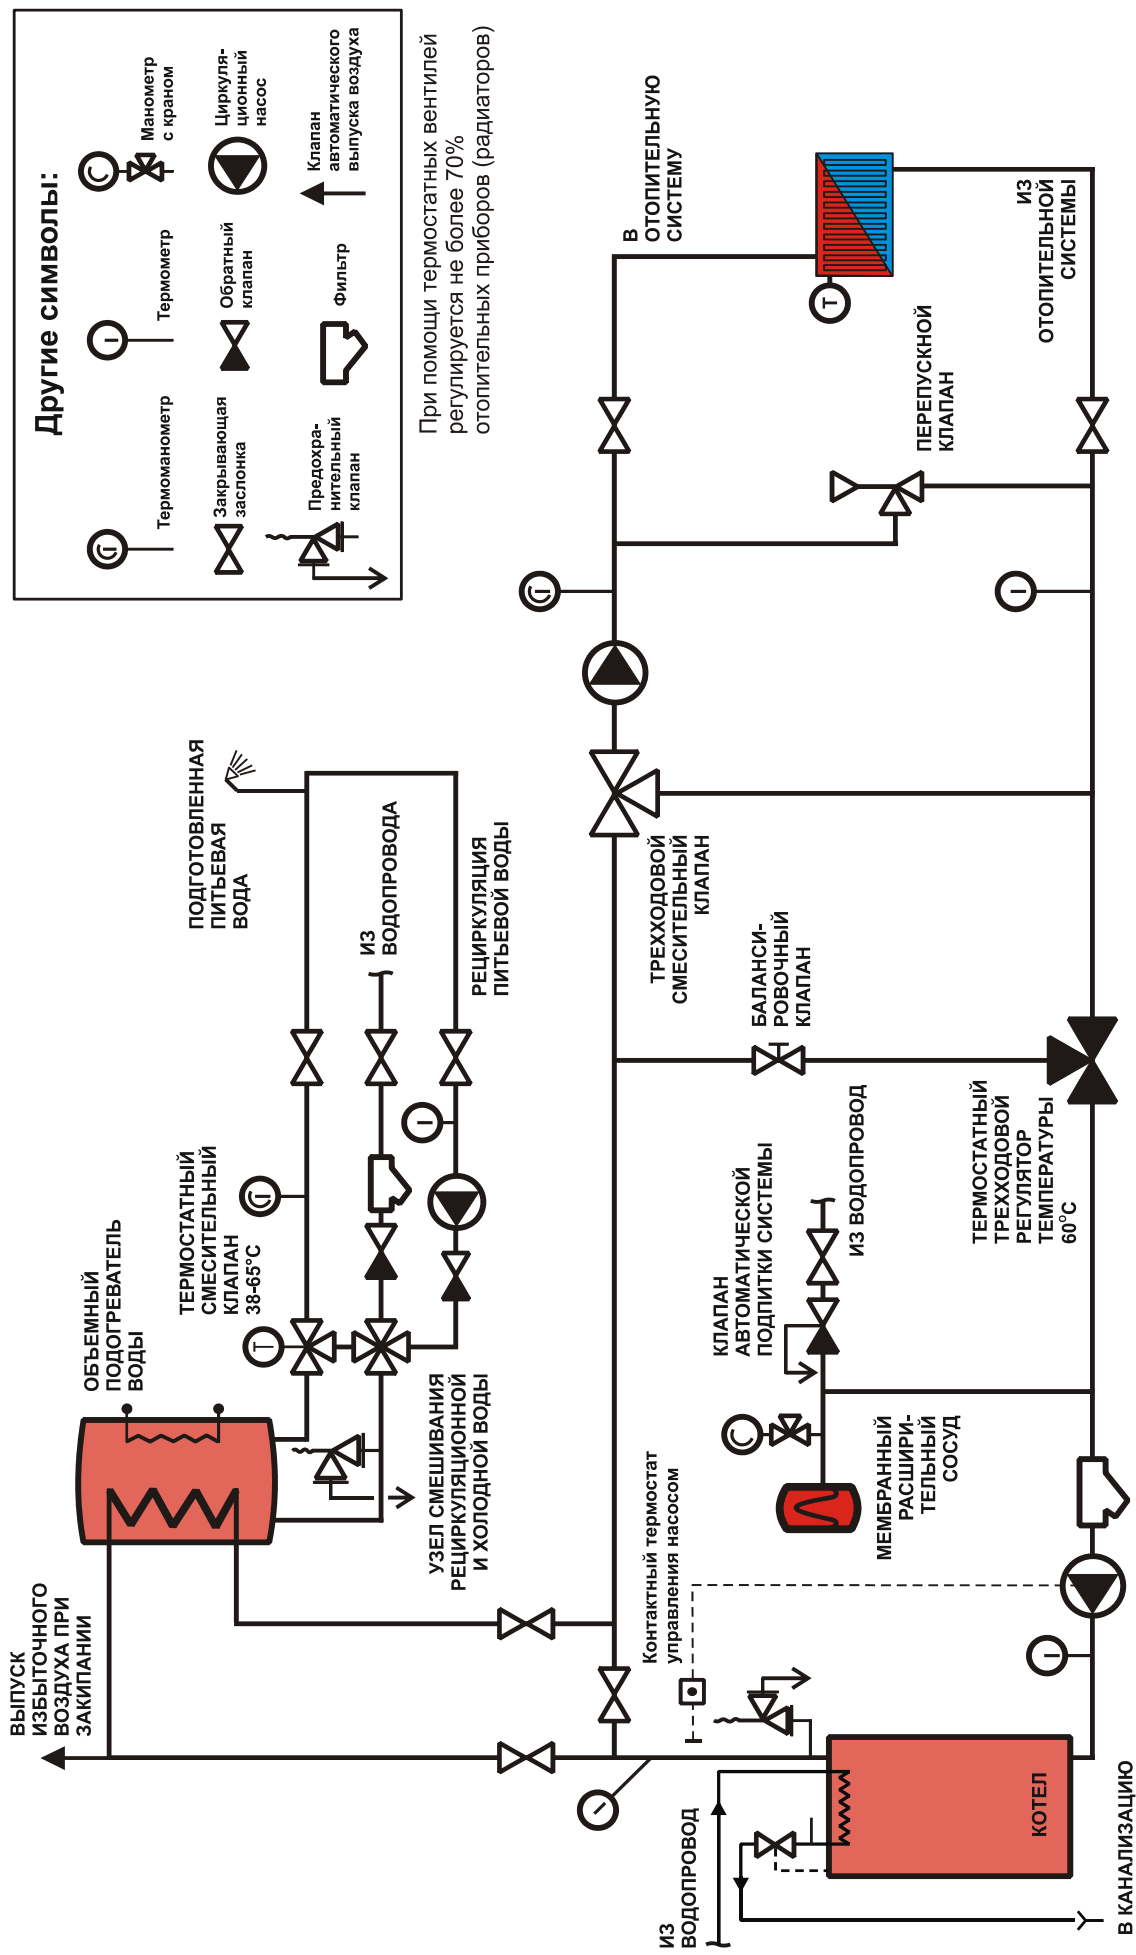 Другие символы:
Термоманометр
Термометр
Манометр
с краном
Закрывающая
заслонка
Обратный
клапан
Циркуля-
ционный
насос
Предохра-
нительный
клапан
Фильтр
Клапан
автоматического
выпуска воздуха
При помощи термостатных вентилей
регулируется не более 70%
отопительных приборов (радиаторов)
ВЫПУСК
ИЗБЫТОЧНОГО
ВОЗДУХА ПРИ
ЗАКИПАНИИ
ОБЪЕМНЫЙ
ПОДОГРЕВАТЕЛЬ
ВОДЫ
ТЕРМОСТАТНЫЙ
СМЕСИТЕЛЬНЫЙ
КЛАПАН
38-65°С
Т
ПОДГОТОВЛЕННАЯ
ПИТЬЕВАЯ
ВОДА
ИЗ
ВОДОПРОВОДА
РЕЦИРКУЛЯЦИЯ
ПИТЬЕВОЙ ВОДЫ
УЗЕЛ СМЕШИВАНИЯ
РЕЦИРКУЛЯЦИОННОЙ
И ХОЛОДНОЙ ВОДЫ
В
ОТОПИТЕЛЬНУЮ
СИСТЕМУ
Т
ИЗ
ОТОПИТЕЛЬНОЙ
СИСТЕМЫ
ПЕРЕПУСКНОЙ
КЛАПАН
ТРЕХХОДОВОЙ
СМЕСИТЕЛЬНЫЙ
КЛАПАН
БАЛАНСИ-
РОВОЧНЫЙ
КЛАПАН
ТЕРМОСТАТНЫЙ
ТРЕХХОДОВОЙ
РЕГУЛЯТОР
ТЕМПЕРАТУРЫ
60°С
КЛАПАН
АВТОМАТИЧЕСКОЙ
ПОДПИТКИ СИСТЕМЫ
ИЗ ВОДОПРОВОД
МЕМБРАННЫЙ
РАСШИРИ-
ТЕЛЬНЫЙ
СОСУД
Контактный термостат
управления насосом
ИЗ
ВОДОПРОВОД
КОТЕЛ
В КАНАЛИЗАЦИЮ